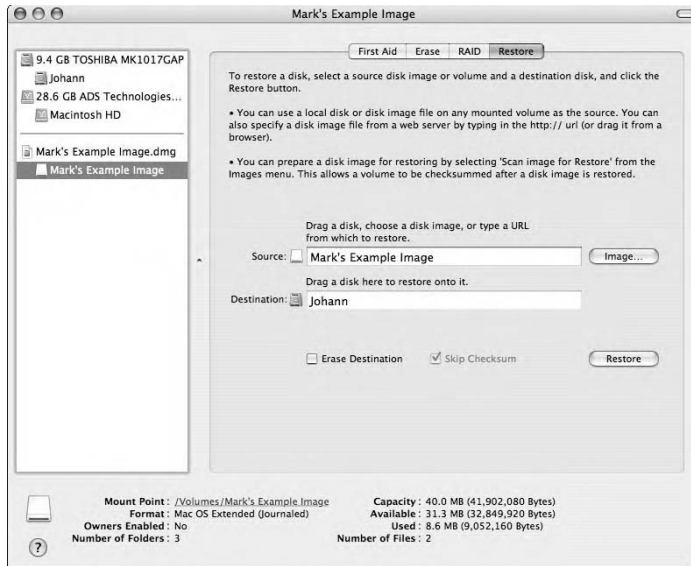 Mark's Example Image
9.4 GB TOSHIBA MK1017GAP
Johann
28.6 GB ADS Technologies...
Macintosh HD
Mark's Example Image.dmg
Mark's Example Image
First Aid Erase RAID Restore
To restore a disk, select a source disk image or volume and a destination disk, and click the
Restore button.
• You can use a local disk or disk image file on any mounted volume as the source. You can
also specify a disk image file from a web server by typing in the http:// url (or drag it from a
browser).
• You can prepare a disk image for restoring by selecting 'Scan image for Restore' from the
Images menu. This allows a volume to be checksummed after a disk image is restored.
Drag a disk, choose a disk image, or type a URL
from which to restore.
Source: Mark's Example Image Image...
Drag a disk here to restore onto it.
Destination: Johann
Erase Destination Skip Checksum Restore
Mount Point : /Volumes/Mark's Example Image
Format : Mac OS Extended (Journaled)
Owners Enabled : No
Number of Folders : 3
Capacity : 40.0 MB (41,902,080 Bytes)
Available : 31.3 MB (32,849,920 Bytes)
Used : 8.6 MB (9,052,160 Bytes)
Number of Files : 2
?